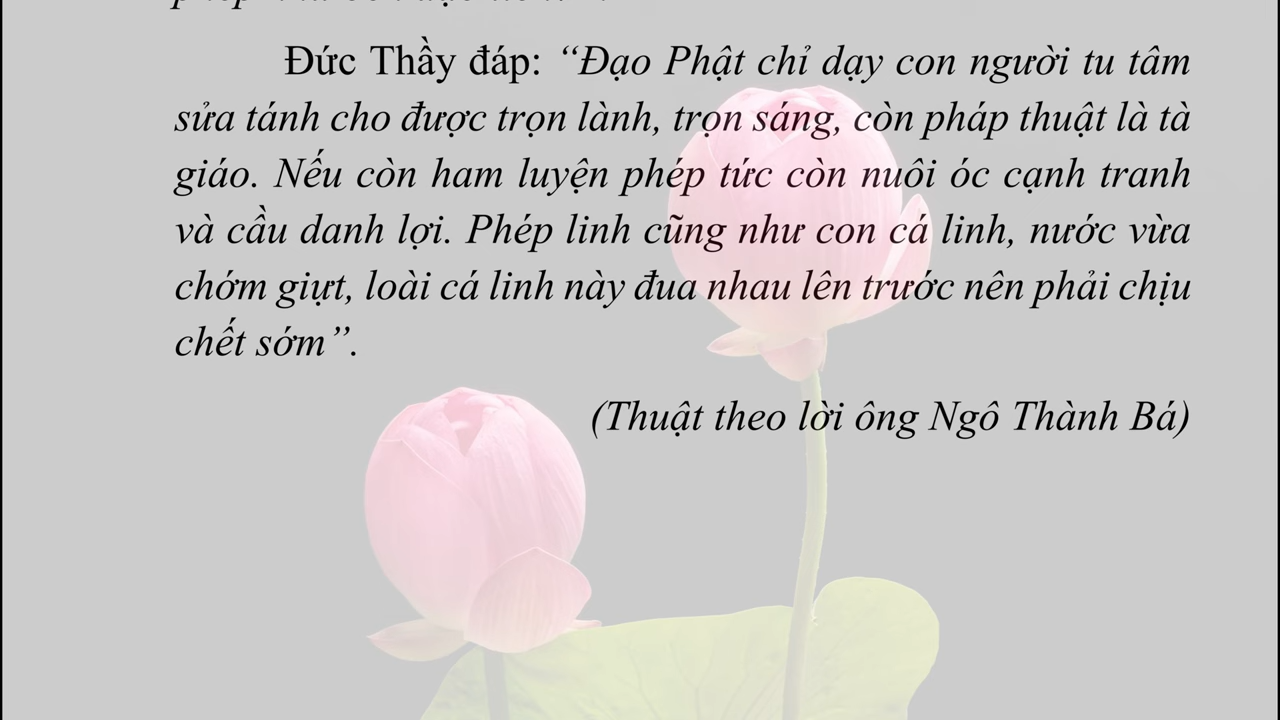 Đức Thầy đáp: “Đạo Phật chỉ dạy con người tu tâm
sửa tánh cho được trọn lành, trọn sáng, còn pháp thuật là tà
giáo. Nếu còn ham luyện phép tức còn nuôi óc cạnh tranh
và cầu danh lợi. Phép linh cũng như con cá linh, nước vừa
chớm giựt, loài cá linh này đua nhau lên trước nên phải chịu
chết sớm”.
(Thuật theo lời ông Ngô Thành Bá)